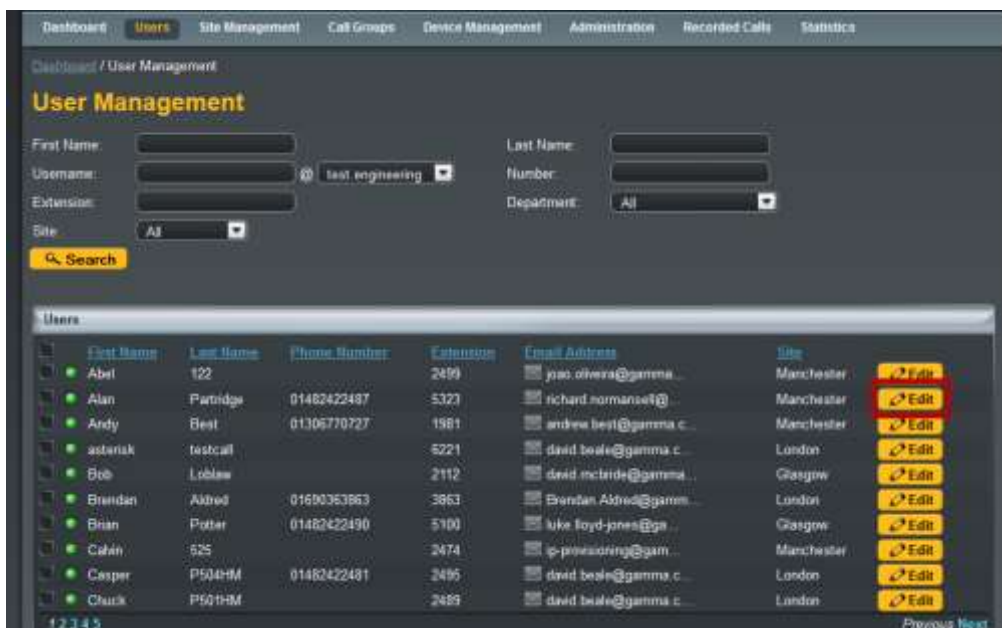 Dashboard Users Site Management Call Groups Device Management Administration Recorded Calls Statistics
Dashboard / User Management
User Management
First Name: Last Name:
Username: @ test engineering Number:
Extension: Department: All
Site: All
Search
Users
First Name Last Name Phone Number Extension Email Address Site
Abel 122 2499 joao.oliveira@gamma... Manchester Edit
Alan Partridge 01482422487 5323 richard.normansell@... Manchester Edit
Andy Best 01306770727 1981 andrew.best@gamma.c... Manchester Edit
asterisk testcall 6221 david.beale@gamma.c... London Edit
Bob Loblaw 2112 david.mcbride@gamma... Glasgow Edit
Brendan Aldred 01690363863 3863 Brendan.Aldred@gamm... London Edit
Brian Potter 01482422490 5100 luke.lloyd-jones@ga... Glasgow Edit
Calvin 525 2474 ip-provisioning@gam... Manchester Edit
Casper P504HM 01482422481 2495 david.beale@gamma.c... London Edit
Chuck P501HM 2489 david.beale@gamma.c... London Edit
1 2 3 4 5 Previous Next